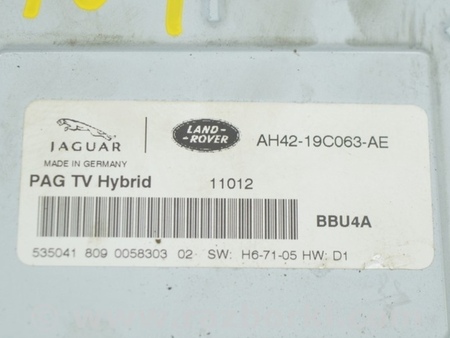 JAGUAR
LAND-
-ROVER
AH42-19C063-AE
MADE IN GERMANY
PAG TV Hybrid 11012
BBU4A
535041 809 0058303 02 SW: H6-71-05 HW: D1